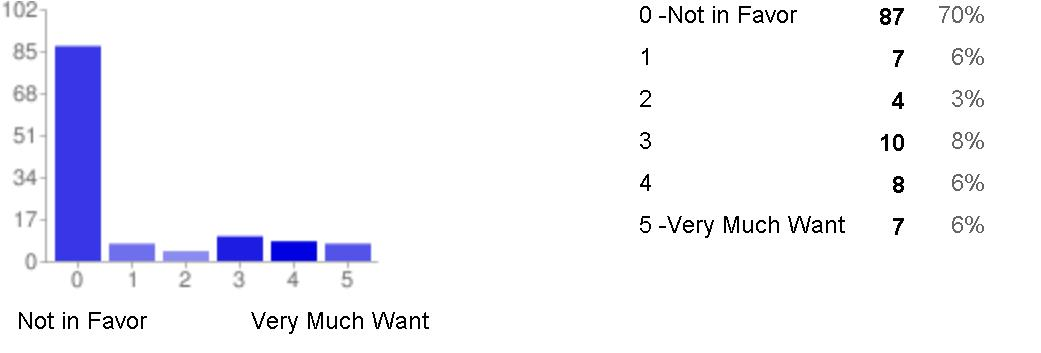 102
85
68
51
34
17
0
0 1 2 3 4 5
Not in Favor Very Much Want
0 -Not in Favor 87 70%
1 7 6%
2 4 3%
3 10 8%
4 8 6%
5 -Very Much Want 7 6%